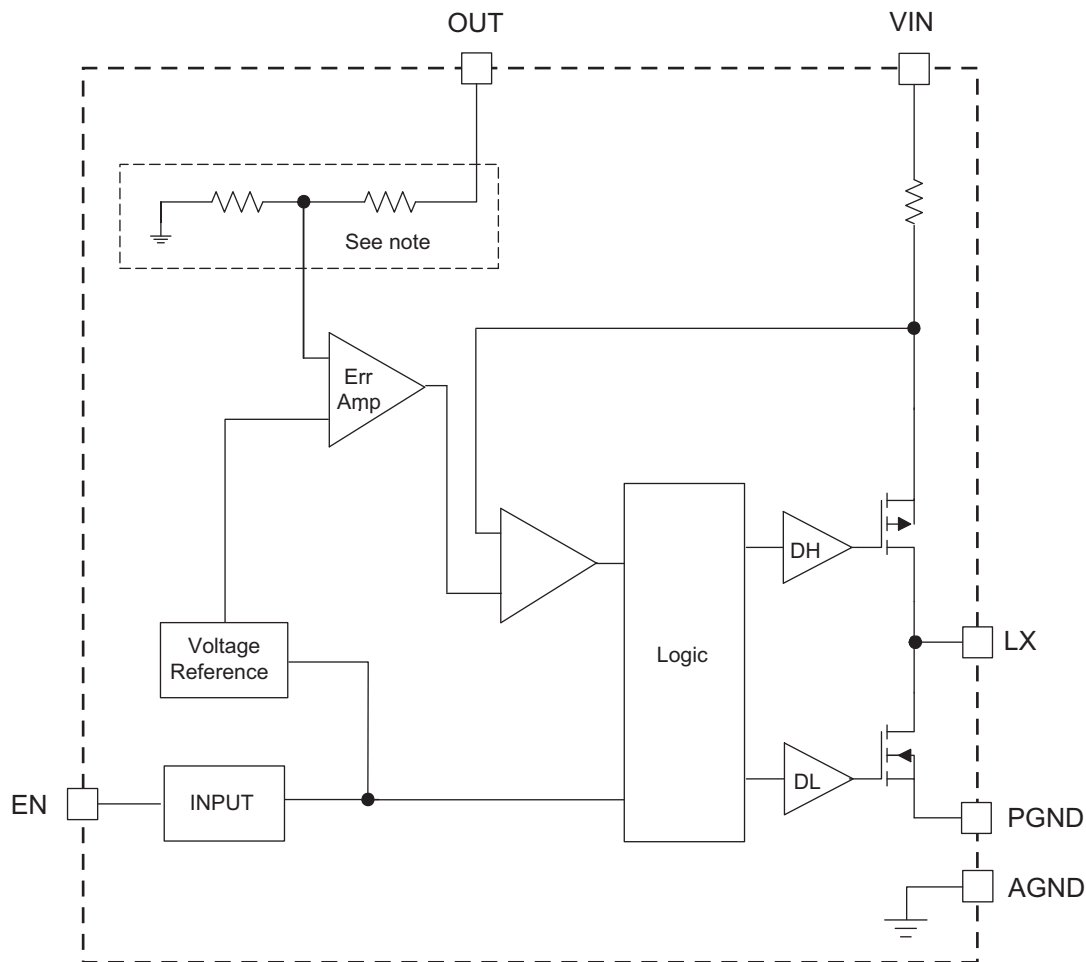 OUT
VIN
See note
Err
Amp
DH
Logic
LX
Voltage
Reference
DL
EN
INPUT
PGND
AGND